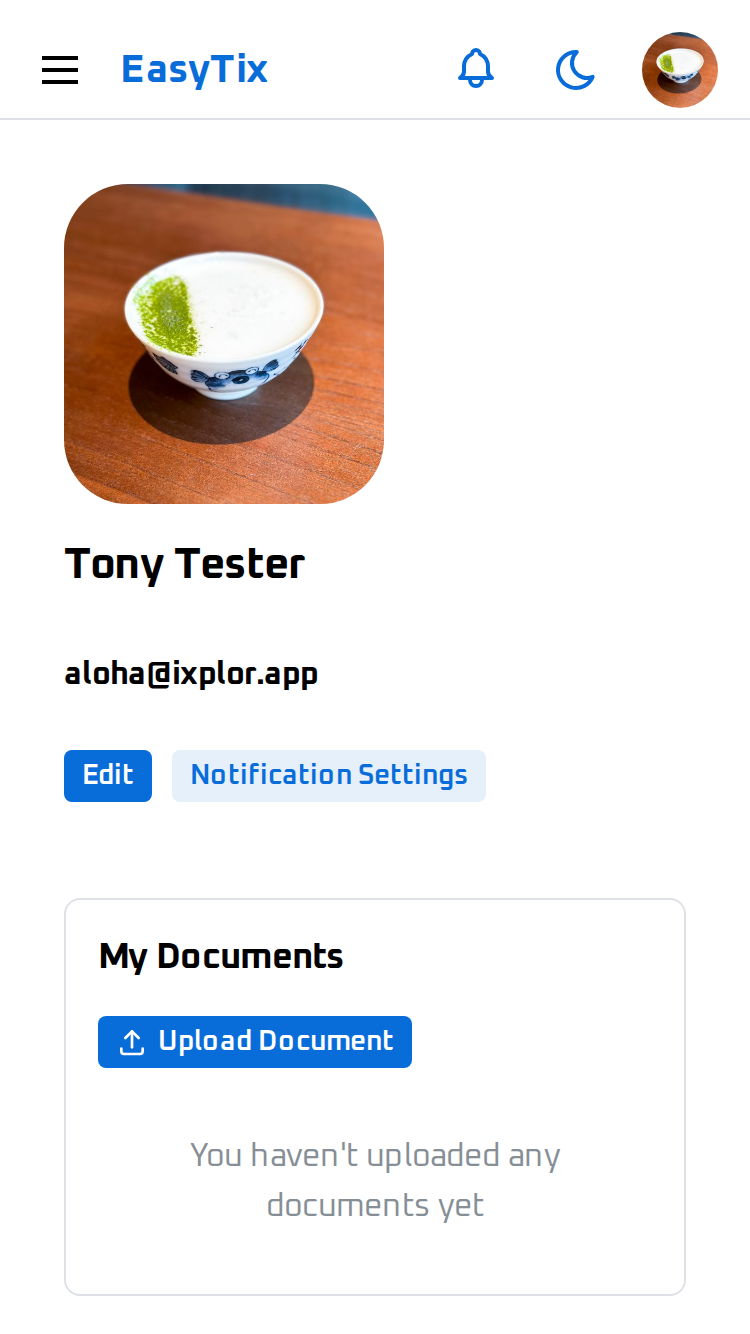 EasyTix
Tony Tester
aloha@ixplor.app
Edit
Notification Settings
My Documents
Upload Document
You haven't uploaded any
documents yet